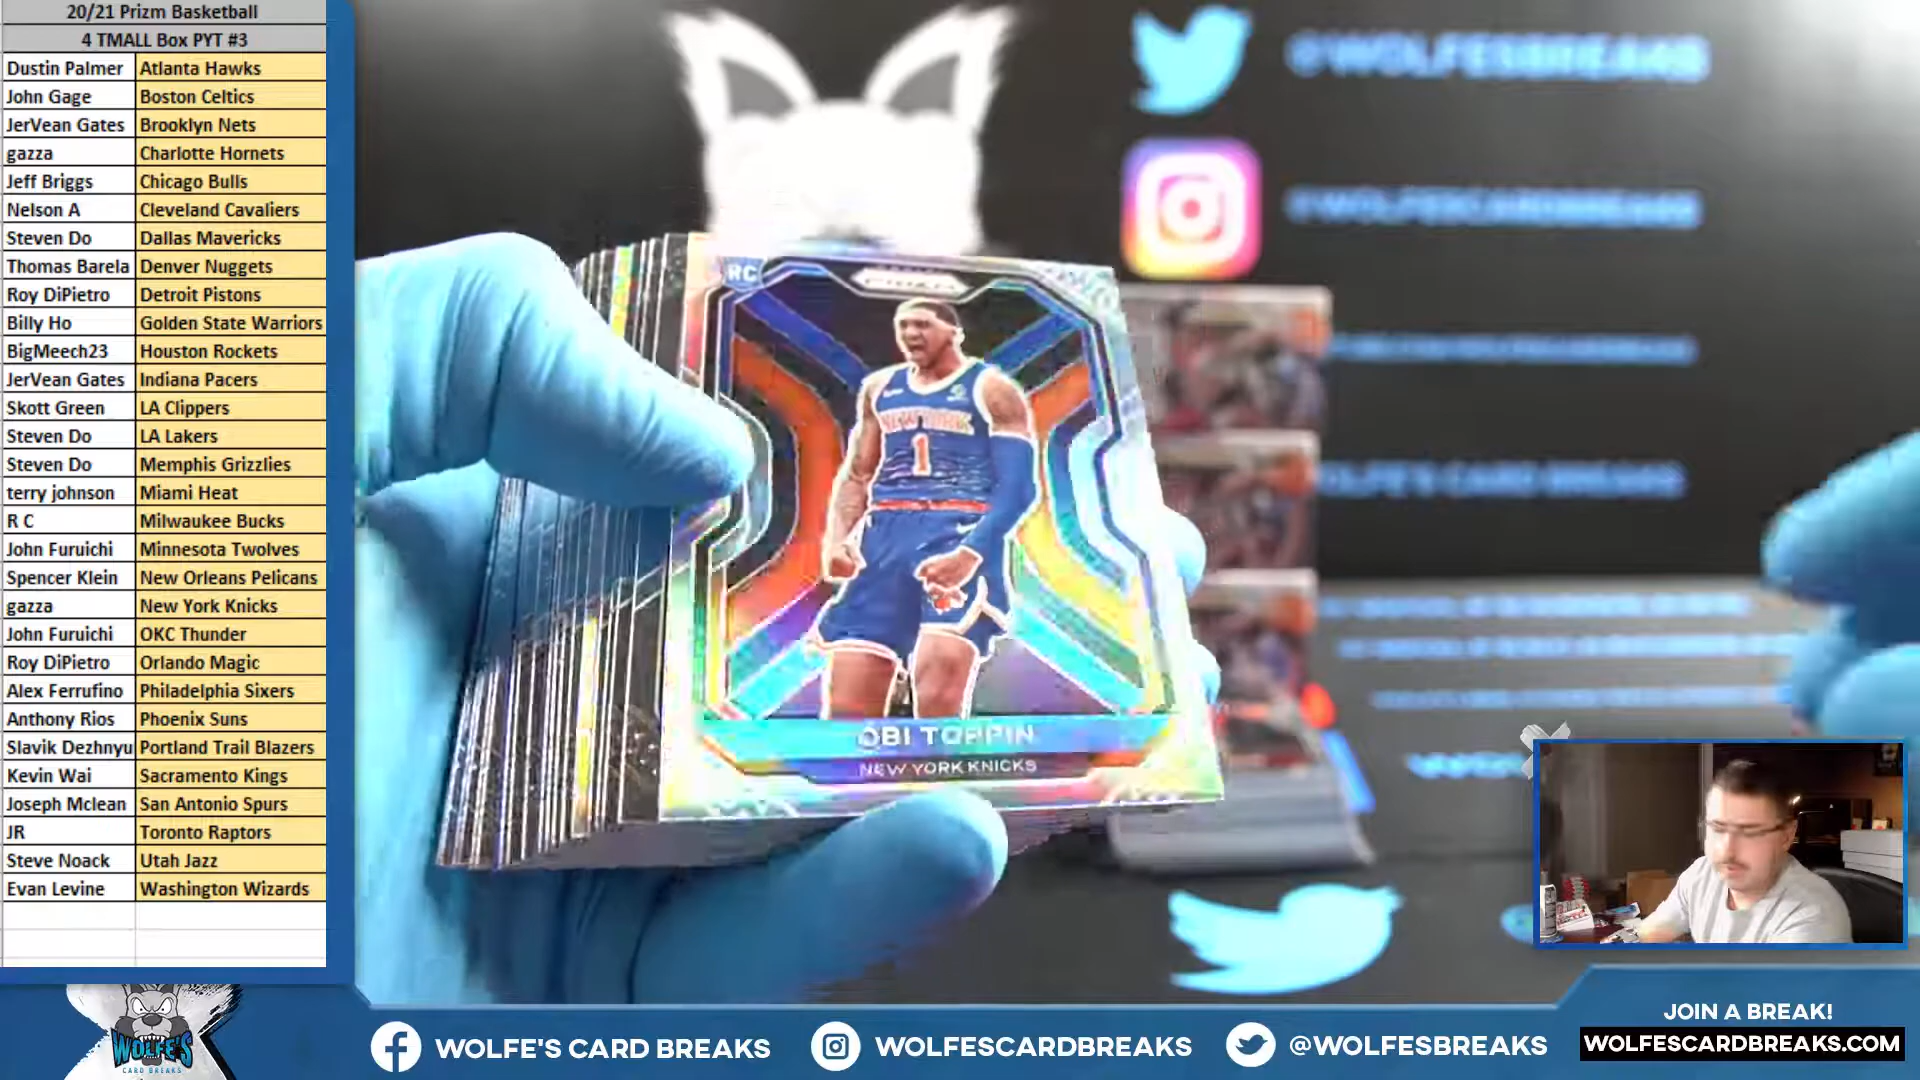 20/21 Prizm Basketball
4 TMALL Box PYT #3
Dustin Palmer Atlanta Hawks
John Gage Boston Celtics
JerVean Gates Brooklyn Nets
gazza Charlotte Hornets
Jeff Briggs Chicago Bulls
Nelson A Cleveland Cavaliers
Steven Do Dallas Mavericks
Thomas Barela Denver Nuggets
Roy DiPietro Detroit Pistons
Billy Ho Golden State Warriors
BigMeech23 Houston Rockets
JerVean Gates Indiana Pacers
Skott Green LA Clippers
Steven Do LA Lakers
Steven Do Memphis Grizzlies
terry johnson Miami Heat
R C Milwaukee Bucks
John Furuichi Minnesota Twolves
Spencer Klein New Orleans Pelicans
gazza New York Knicks
John Furuichi OKC Thunder
Roy DiPietro Orlando Magic
Alex Ferrufino Philadelphia Sixers
Anthony Rios Phoenix Suns
Slavik Dezhnyu Portland Trail Blazers
Kevin Wai Sacramento Kings
Joseph Mclean San Antonio Spurs
JR Toronto Raptors
Steve Noack Utah Jazz
Evan Levine Washington Wizards
@WOLFESBREAKS
@WOLFESCARDBREAKS
WOLFE'S CARD BREAKS
RC
PRIZM
NEW YORK
1
OBI TOPPIN
NEW YORK KNICKS
WOLFE'S
CARD BREAKS
WOLFE'S CARD BREAKS
WOLFESCARDBREAKS
@WOLFESBREAKS
JOIN A BREAK!
WOLFESCARDBREAKS.COM